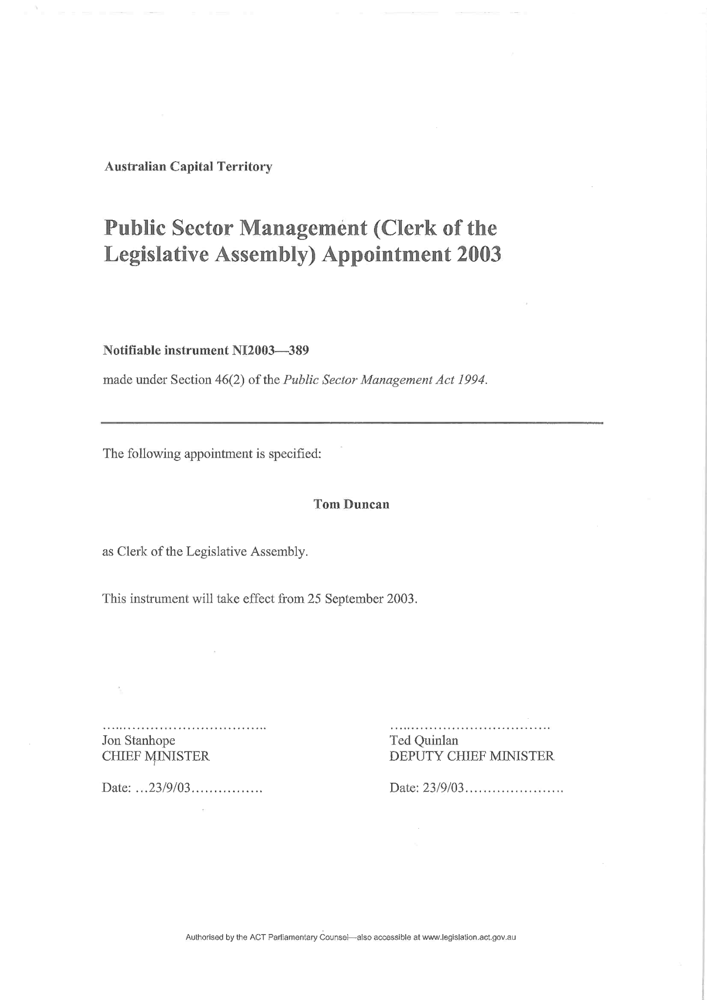 Australian Capital Territory
Public Sector Management (Clerk of the
Legislative Assembly) Appointment 2003
Notifiable instrument NI2003—389
made under Section 46(2) of the Public Sector Management Act 1994.
The following appointment is specified:
Tom Duncan
as Clerk of the Legislative Assembly.
This instrument will take effect from 25 September 2003.
....................................
Jon Stanhope
CHIEF MINISTER
Date: ...23/9/03................
...................................
Ted Quinlan
DEPUTY CHIEF MINISTER
Date: 23/9/03......................
Authorised by the ACT Parliamentary Counsel—also accessible at www.legislation.act.gov.au